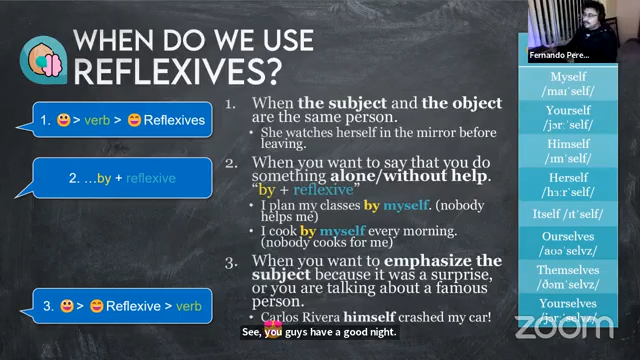 WHEN DO WE USE
REFLEXIVES?
1. > verb > Reflexives
2. ...by + reflexive
3. > Reflexive > verb
1. When the subject and the object
are the same person.
• She watches herself in the mirror before
leaving.
2. When you want to say that you do
something alone/without help.
"by + reflexive"
• I plan my classes by myself. (nobody
helps me)
• I cook by myself every morning.
(nobody cooks for me)
3. When you want to emphasize the
subject because it was a surprise,
or you are talking about a famous
person.
• Carlos Rivera himself crashed my car!
Fernando Pere...
Myself
/maɪˈself/
Yourself
/jɔrːˈself/
Himself
/ɪmˈself/
Herself
/hɜːrˈself/
Itself /ɪtˈself/
Ourselves
/aʊəˈselvz/
Themselves
/ðəmˈselvz/
Yourselves
See, you guys have a good night.
zoom